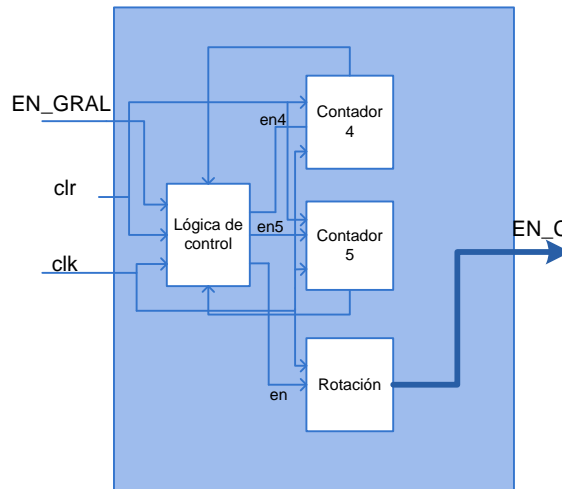 EN_GRAL
clr
clk
Lógica de
control
en4
en5
en
Contador
4
Contador
5
Rotación